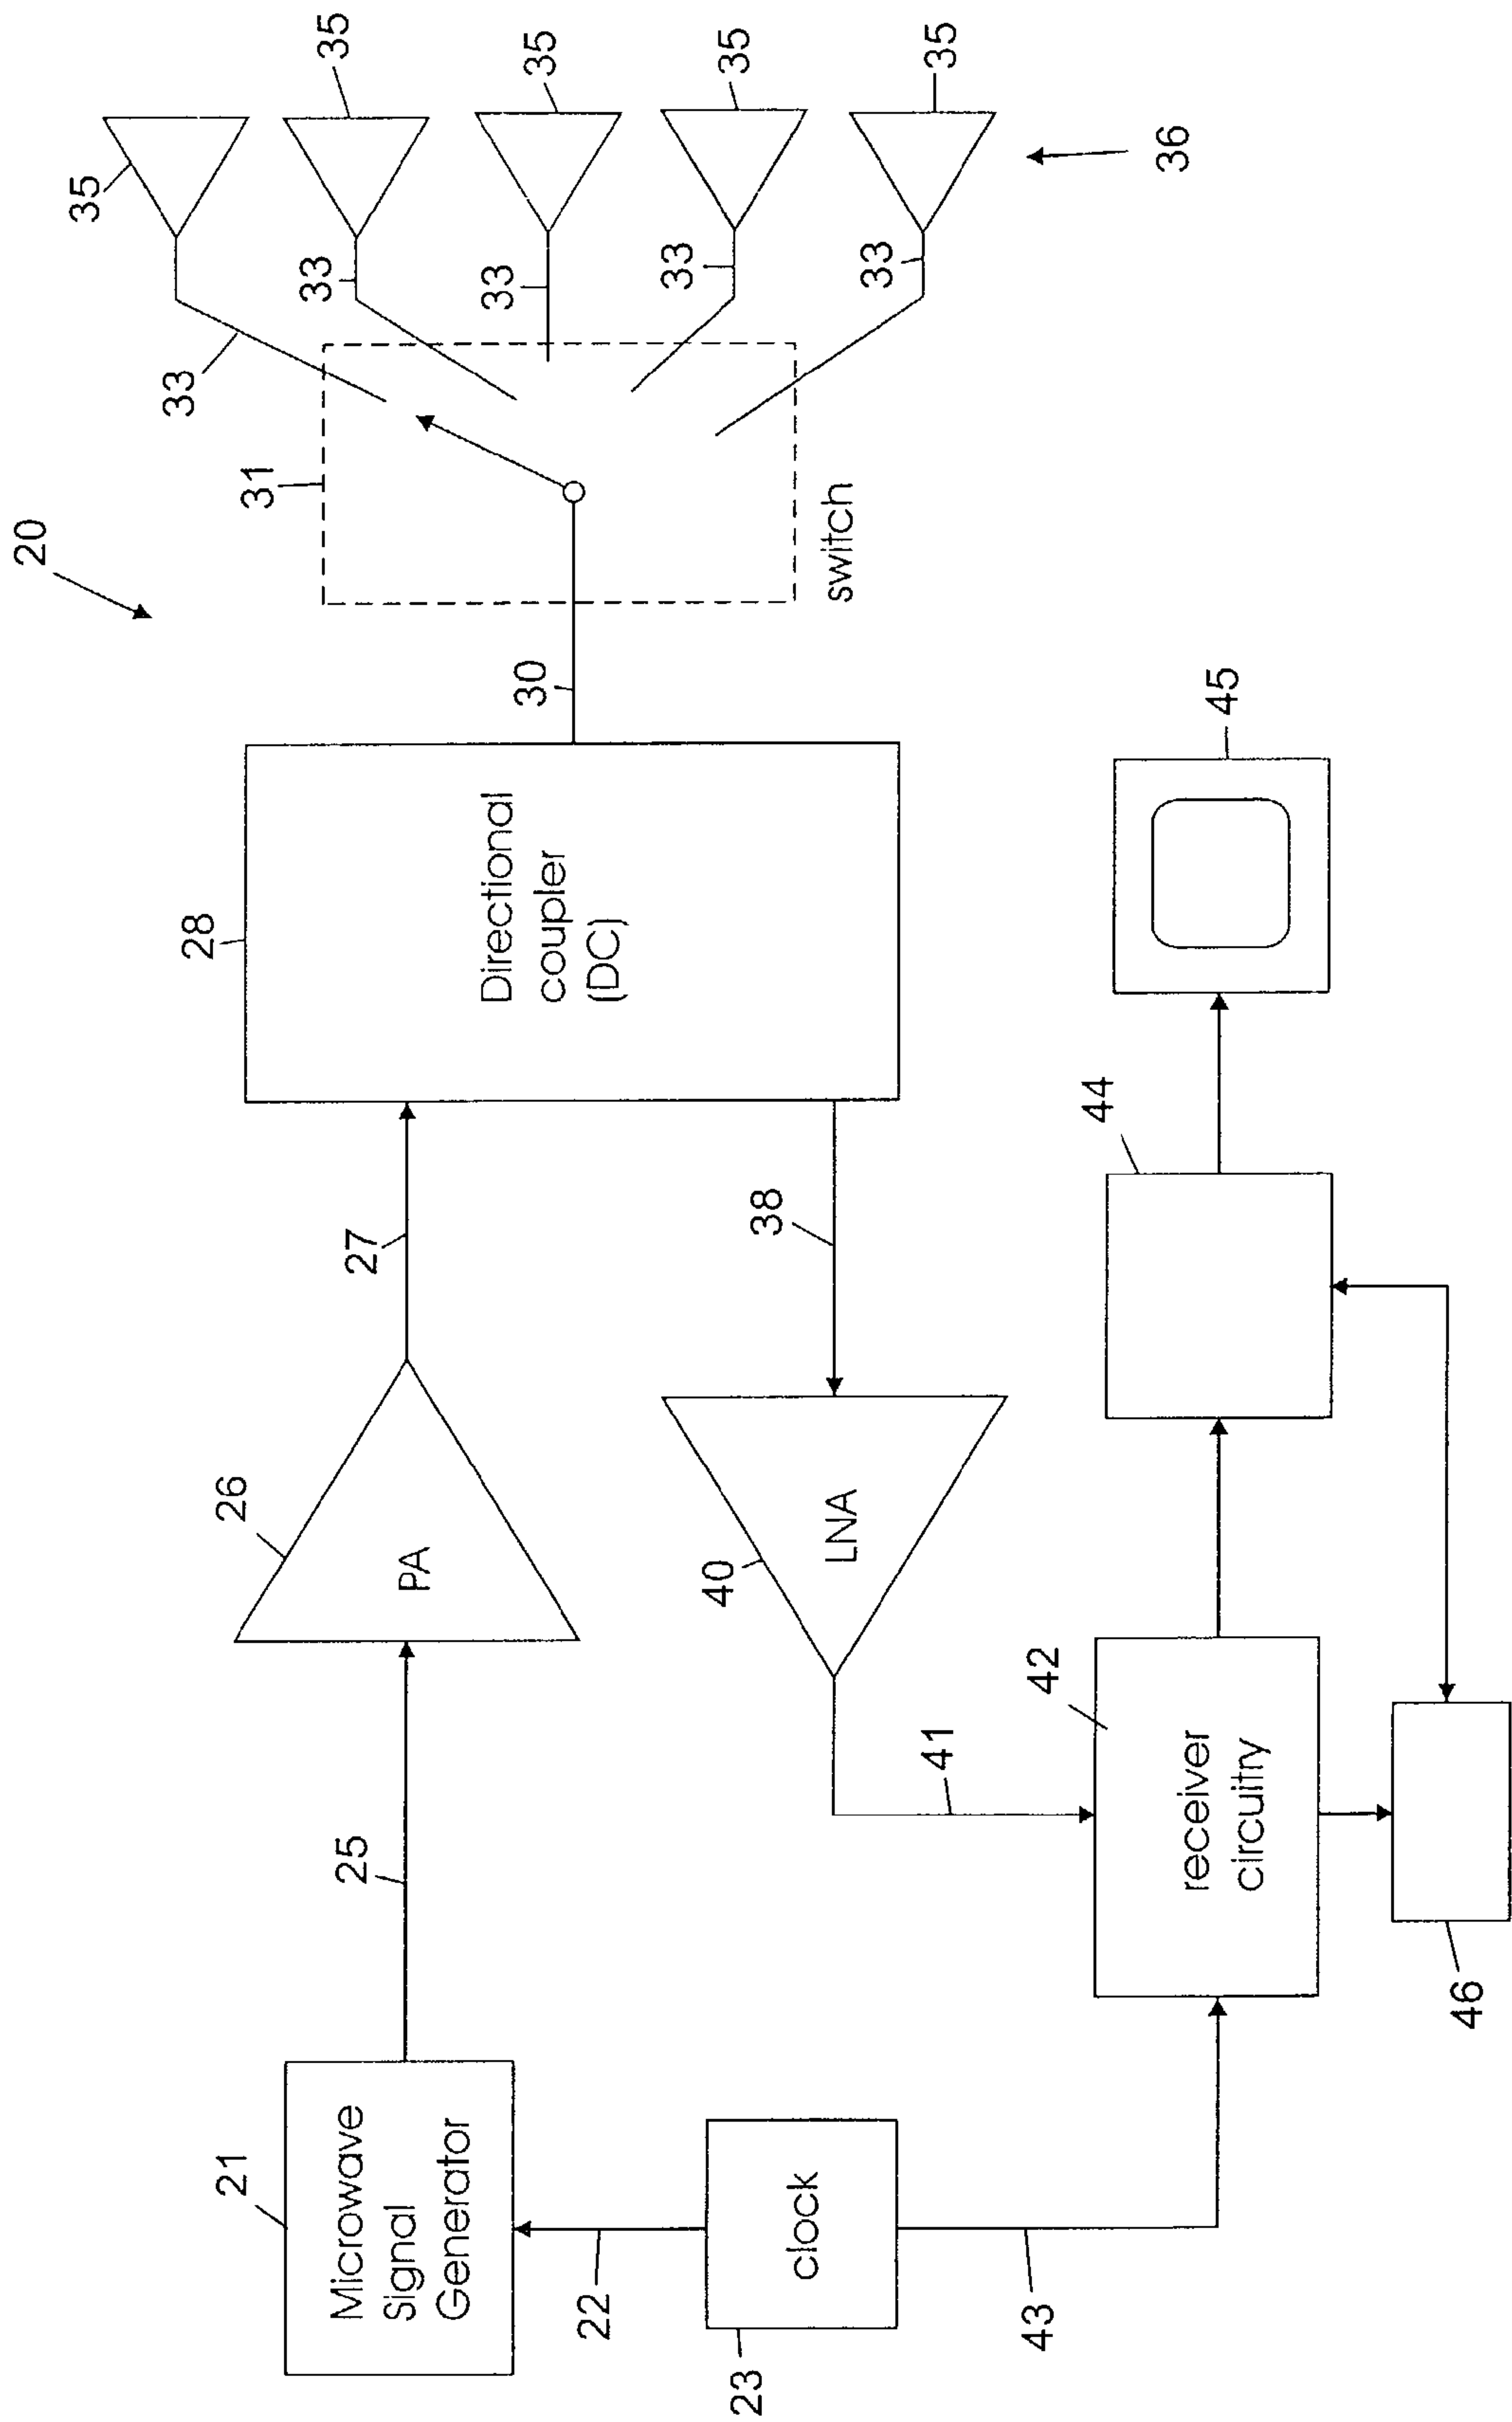 20
35
35
35
35
35
36
33
33
33
33
33
31
switch
30
28
Directional
coupler
(DC)
27
26
PA
25
21
Microwave
Signal
Generator
22
23
clock
43
38
40
LNA
41
42
receiver
circuitry
44
45
46